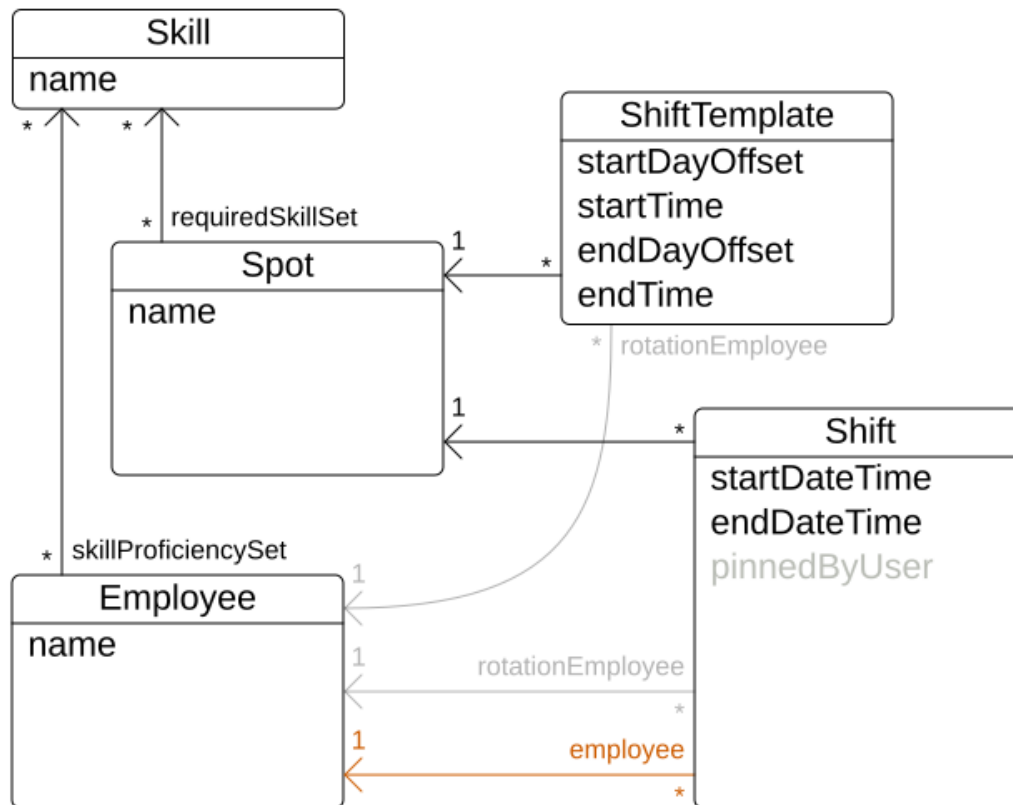 Skill
name
* *
ShiftTemplate
startDayOffset
startTime
endDayOffset
endTime
* requiredSkillSet
Spot
name
1 *
* rotationEmployee
1 *
Shift
startDateTime
endDateTime
pinnedByUser
* skillProficiencySet
Employee
name
1
1 rotationEmployee
*
1 employee
*